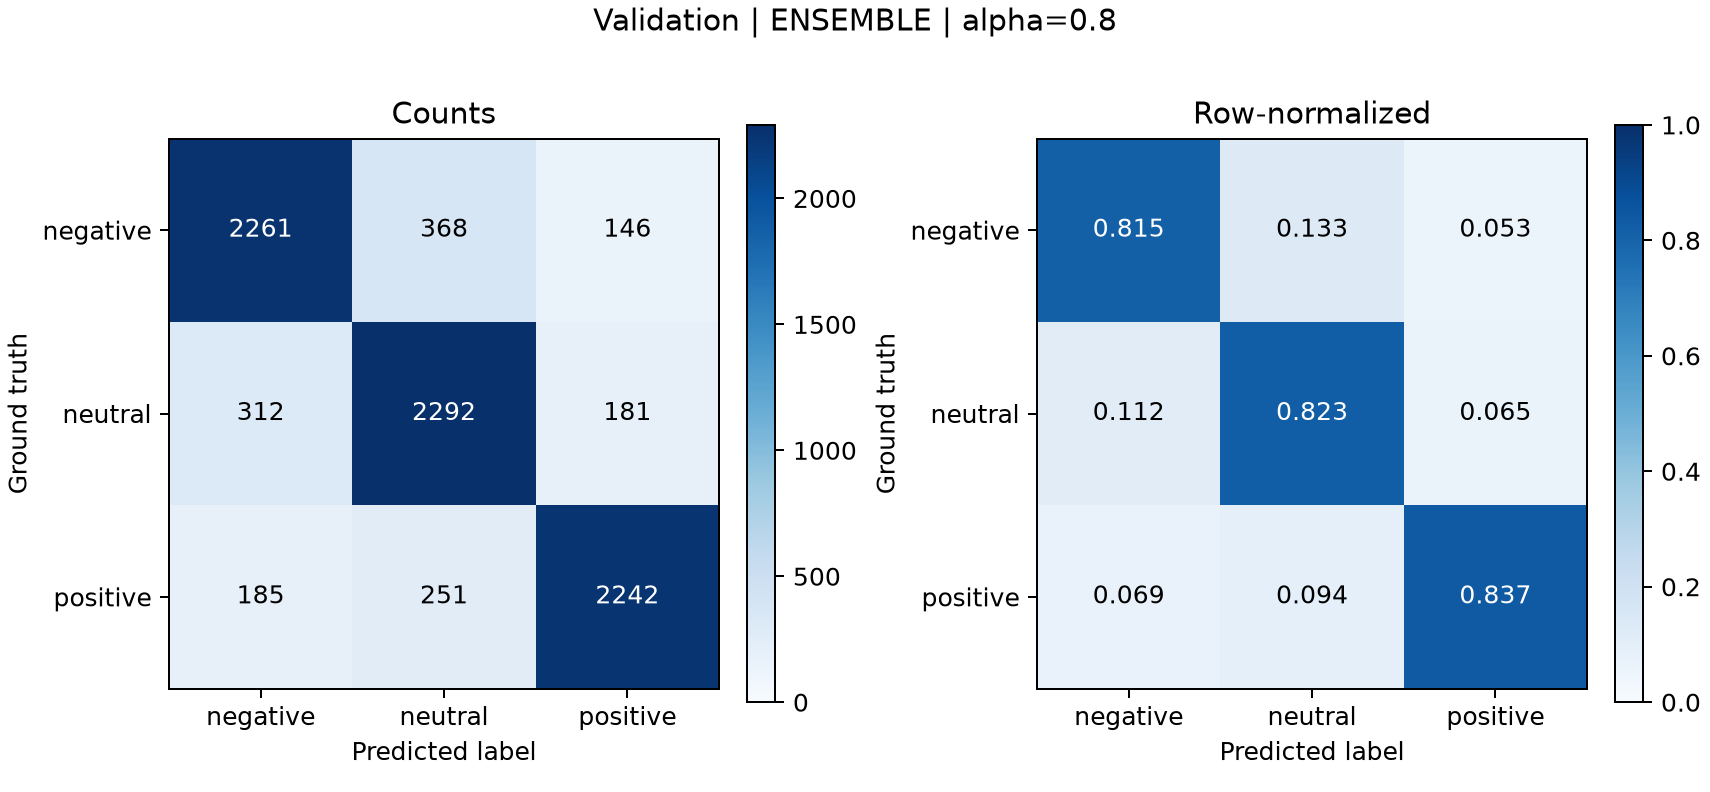 Validation | ENSEMBLE | alpha=0.8
Counts
Ground truth
negative
2261 368 146
neutral
312 2292 181
positive
185 251 2242
negative neutral positive
Predicted label
2000
1500
1000
500
0
Row-normalized
Ground truth
negative
0.815 0.133 0.053
neutral
0.112 0.823 0.065
positive
0.069 0.094 0.837
negative neutral positive
Predicted label
1.0
0.8
0.6
0.4
0.2
0.0